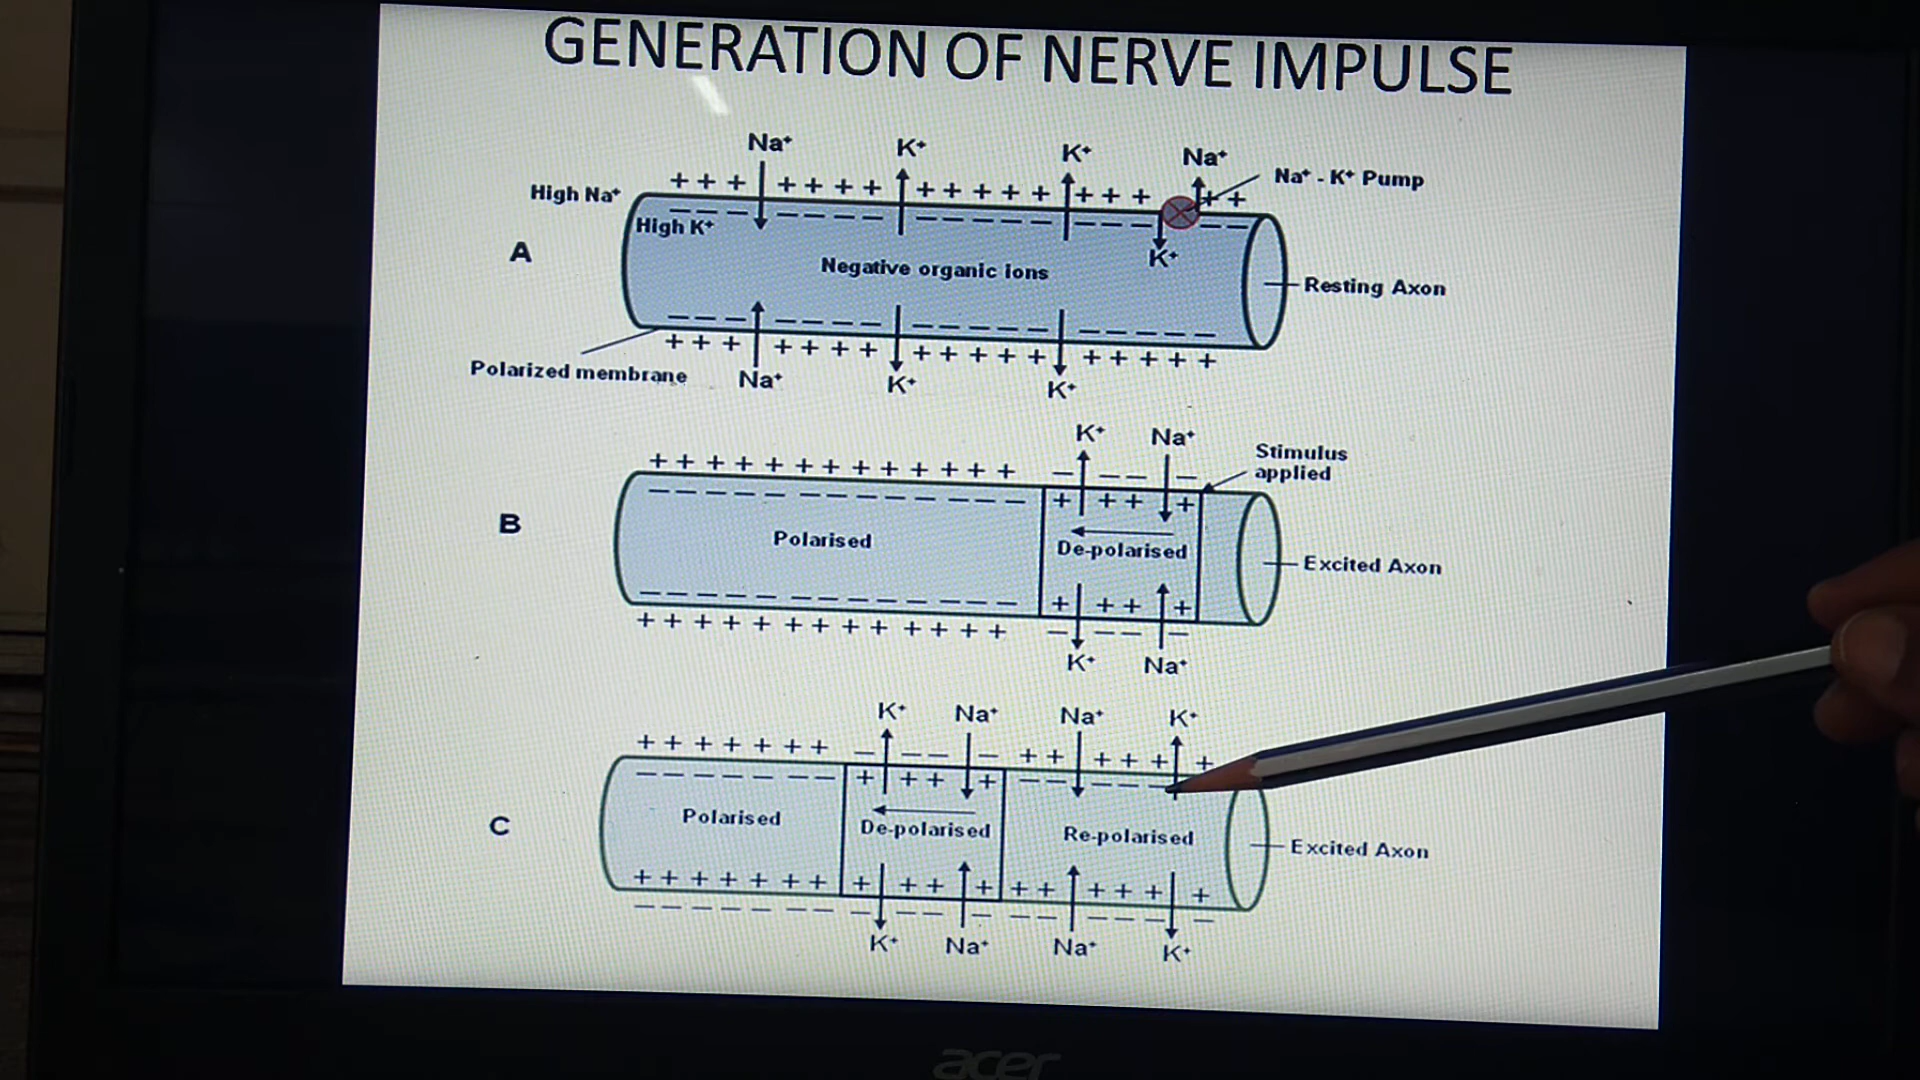 GENERATION OF NERVE IMPULSE
Na+ K+ K+ Na+
Na+ - K+ Pump
+ + + + + + + + + + + + + + + + +
High Na+
– – – – – – – – – – – – – – – – –
High K+
A
K+
Negative organic ions
Resting Axon
– – – – – – – – – – – – – – – – –
+ + + + + + + + + + + + + + + + +
Polarized membrane
Na+ K+ K+
K+ Na+
Stimulus
applied
+ + + + + + + + + + + + + – – – –
– – – – – – – – – – – – – + + + +
B
Polarised
De-polarised
Excited Axon
– – – – – – – – – – – – – + + + +
+ + + + + + + + + + + + + – – – –
K+ Na+
K+ Na+ Na+ K+
+ + + + + + + – – – – + + + + + +
– – – – – – – + + + + – – – – –
C
Polarised
De-polarised
Re-polarised
Excited Axon
+ + + + + + + + + + + + + + + + +
– – – – – – – – – – – – – – – – –
K+ Na+ Na+ K+
acer